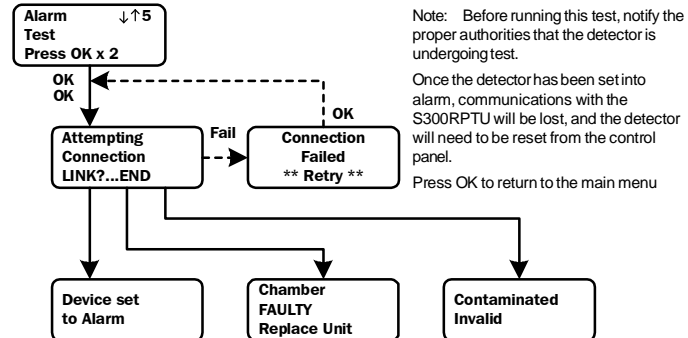 Alarm ↓↑5
Test
Press OK x 2
OK
OK
Attempting
Connection
LINK?...END
Fail
Connection
Failed
** Retry **
OK
Device set
to Alarm
Chamber
FAULTY
Replace Unit
Contaminated
Invalid
Note: Before running this test, notify the
proper authorities that the detector is
undergoing test.
Once the detector has been set into
alarm, communications with the
S300RPTU will be lost, and the detector
will need to be reset from the control
panel.
Press OK to return to the main menu